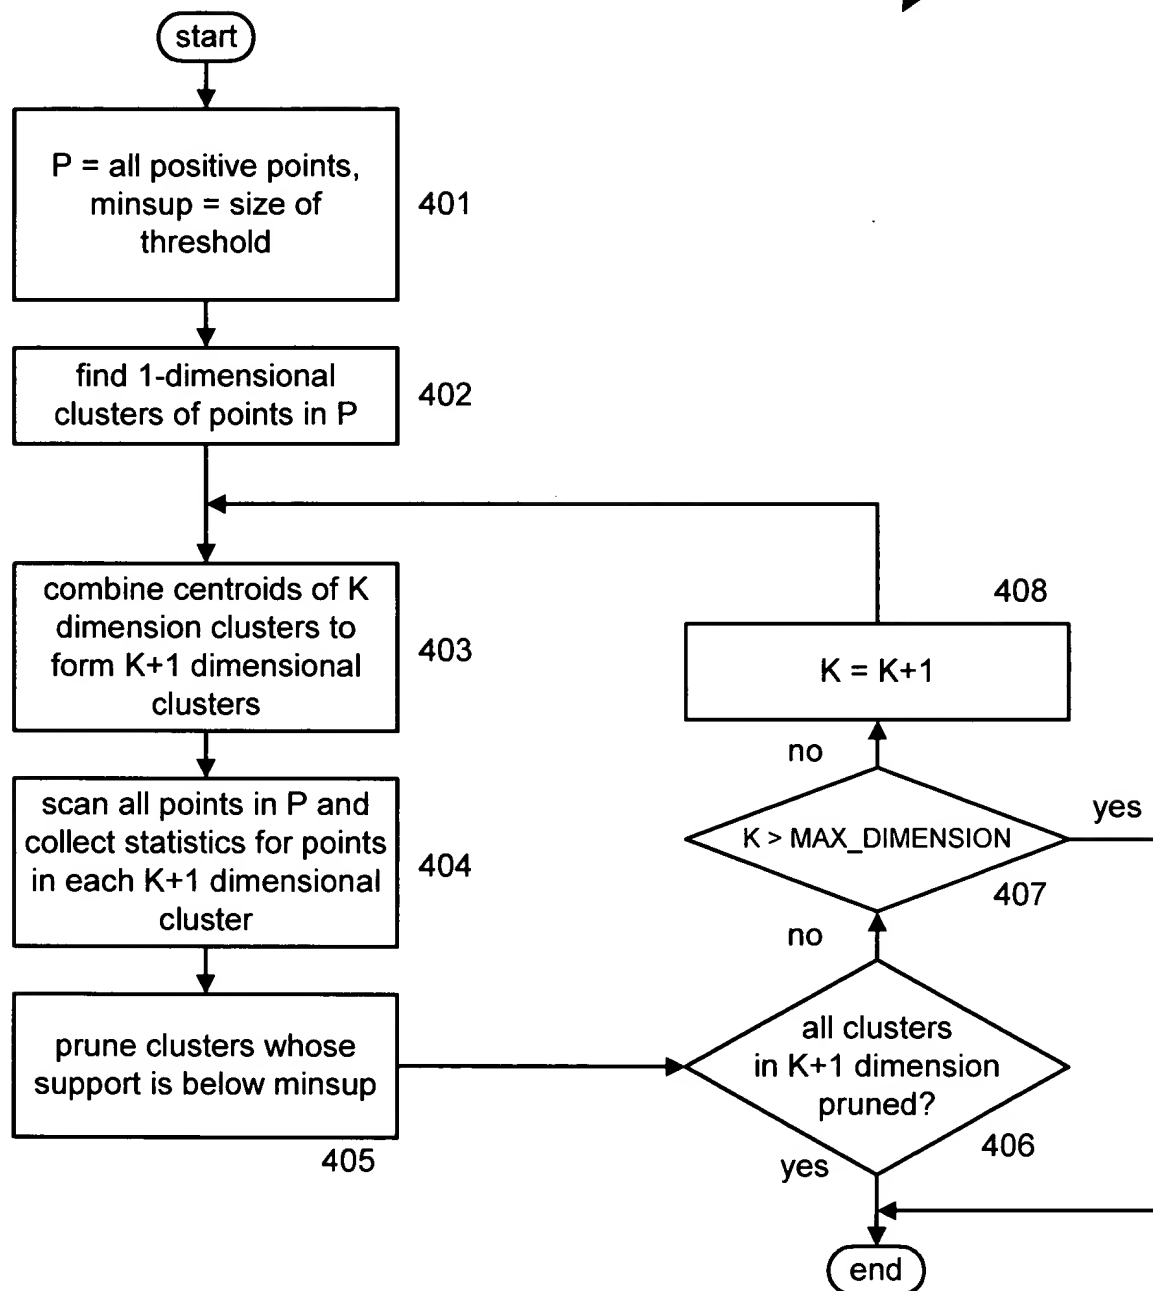 start
P = all positive points,
minsup = size of
threshold
401
find 1-dimensional
clusters of points in P
402
combine centroids of K
dimension clusters to
form K+1 dimensional
clusters
403
scan all points in P and
collect statistics for points
in each K+1 dimensional
cluster
404
prune clusters whose
support is below minsup
405
408
K = K+1
no
K > MAX_DIMENSION
yes
407
no
all clusters
in K+1 dimension
pruned?
406
yes
end